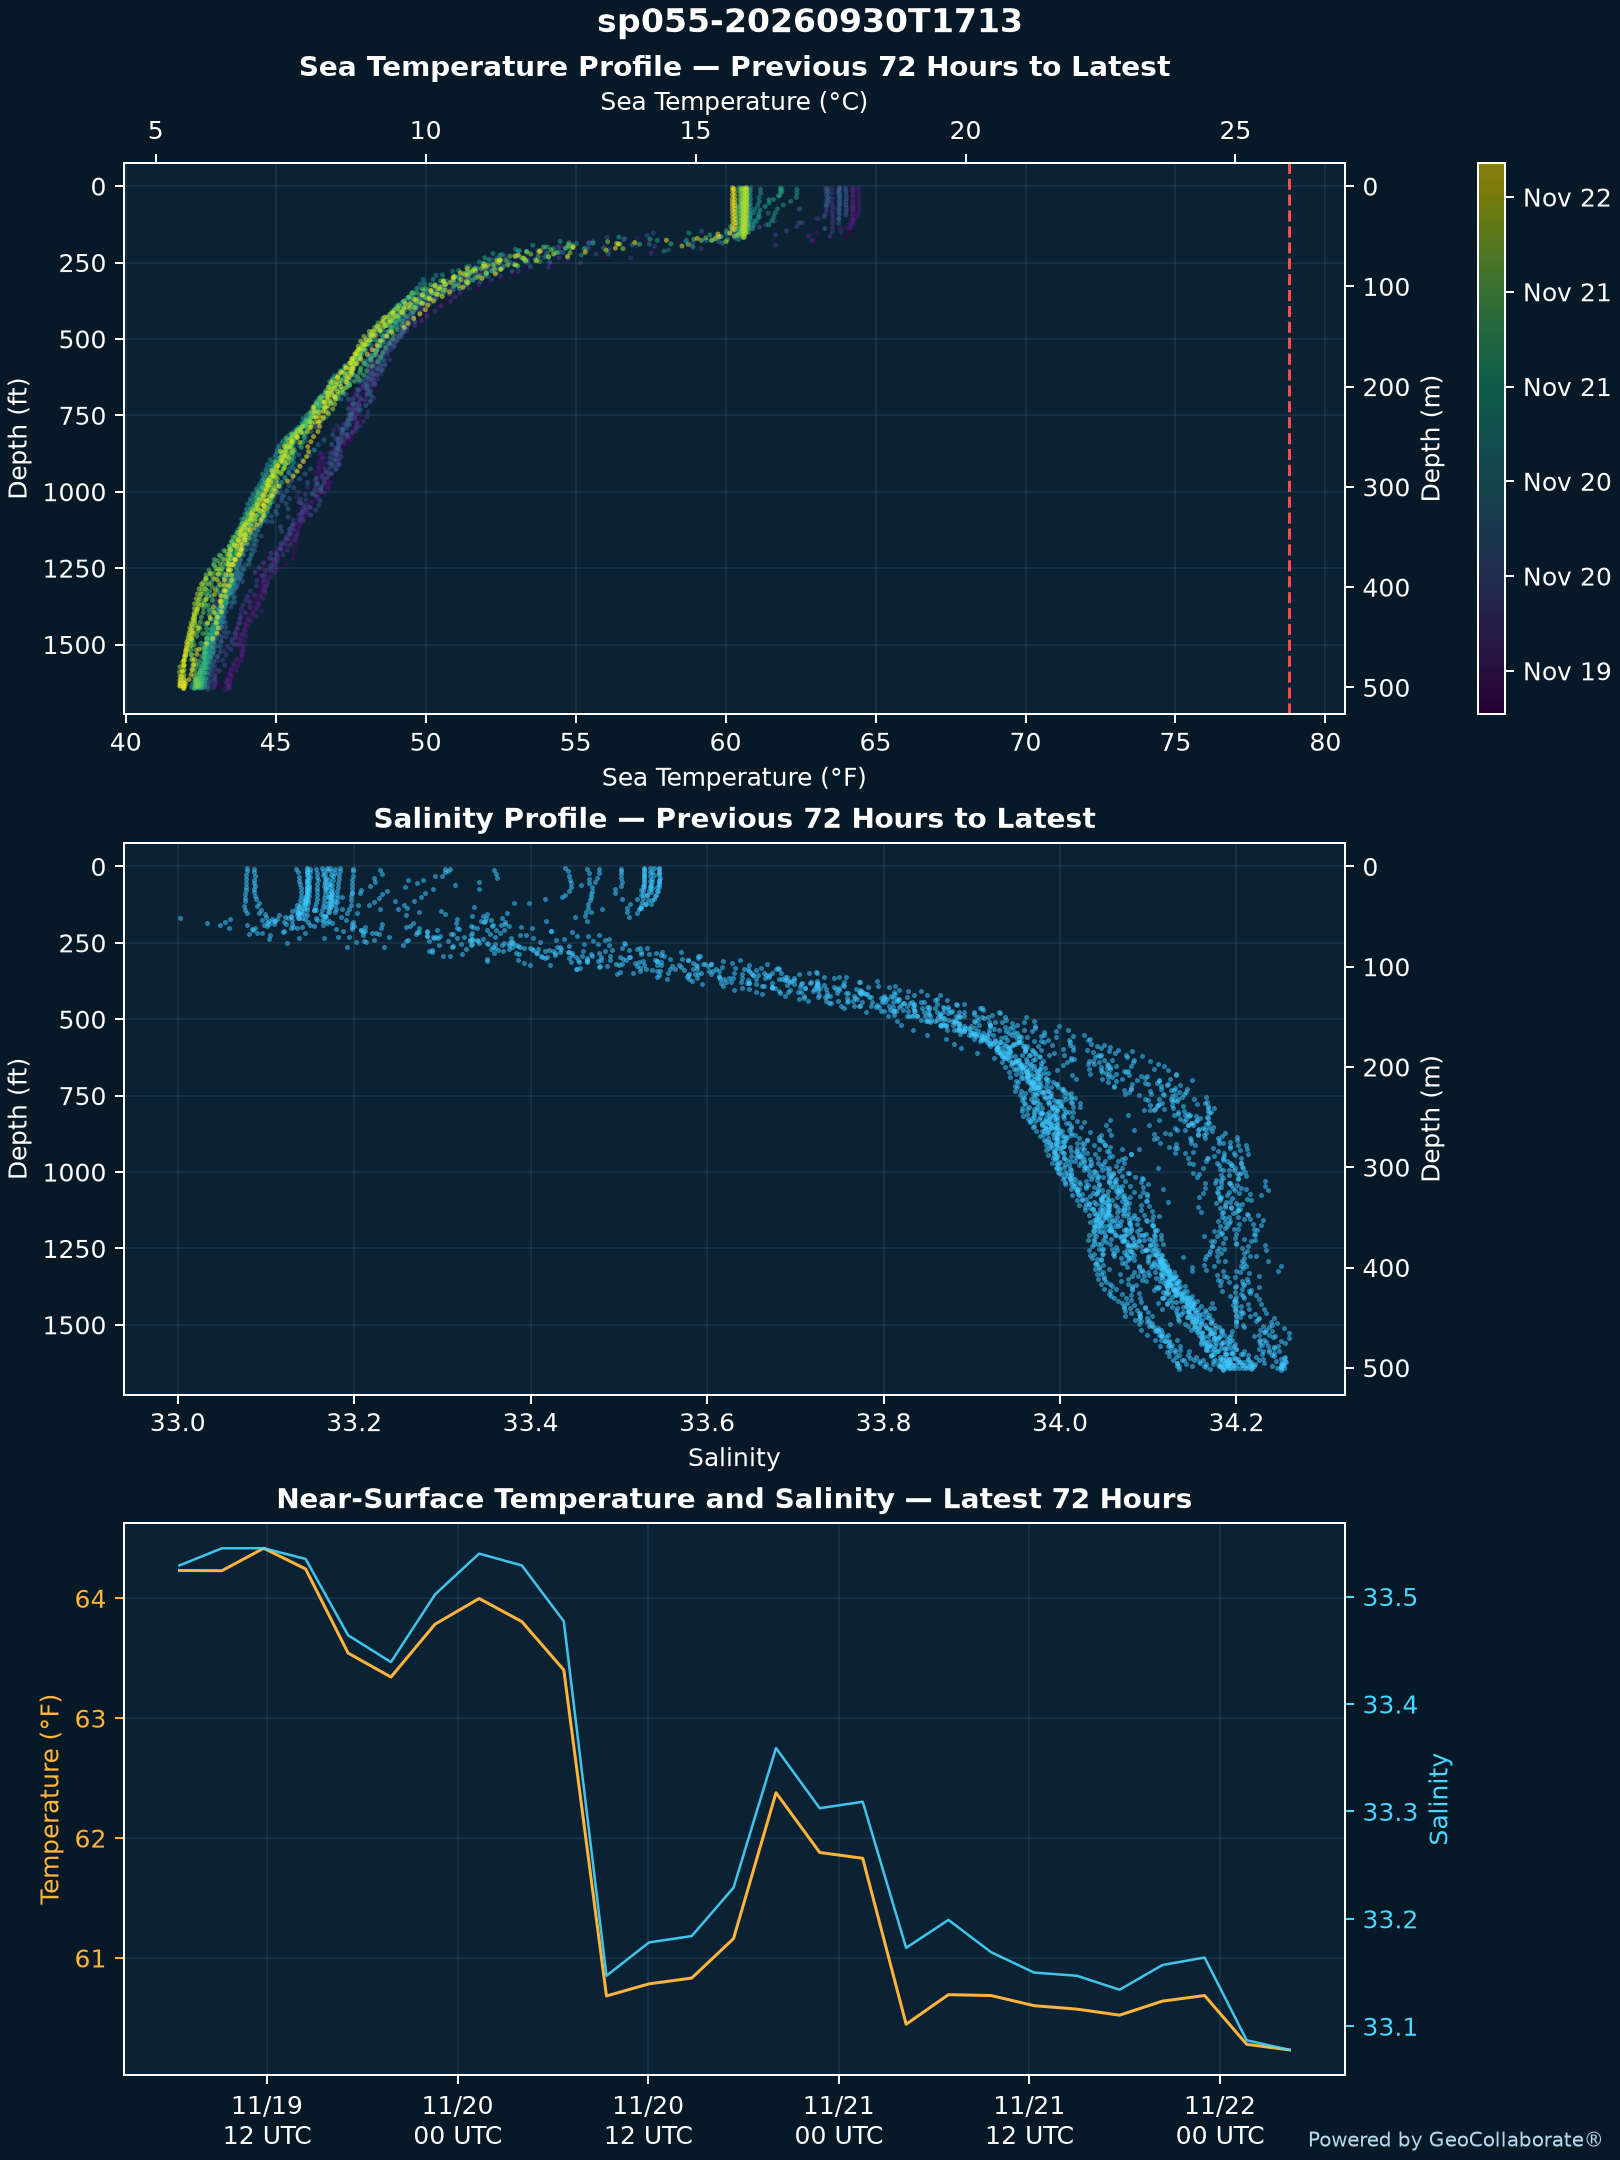 sp055-20260930T1713
Sea Temperature Profile — Previous 72 Hours to Latest
Sea Temperature (°C)
5 10 15 20 25
0
250
500
750
1000
1250
1500
Depth (ft)
0
100
200
300
400
500
Depth (m)
Nov 22
Nov 21
Nov 21
Nov 20
Nov 20
Nov 19
40 45 50 55 60 65 70 75 80
Sea Temperature (°F)
Salinity Profile — Previous 72 Hours to Latest
0
250
500
750
1000
1250
1500
Depth (ft)
0
100
200
300
400
500
Depth (m)
33.0 33.2 33.4 33.6 33.8 34.0 34.2
Salinity
Near-Surface Temperature and Salinity — Latest 72 Hours
64
63
62
61
Temperature (°F)
33.5
33.4
33.3
33.2
33.1
Salinity
11/19 11/20 11/20 11/21 11/21 11/22
12 UTC 00 UTC 12 UTC 00 UTC 12 UTC 00 UTC
Powered by GeoCollaborate®